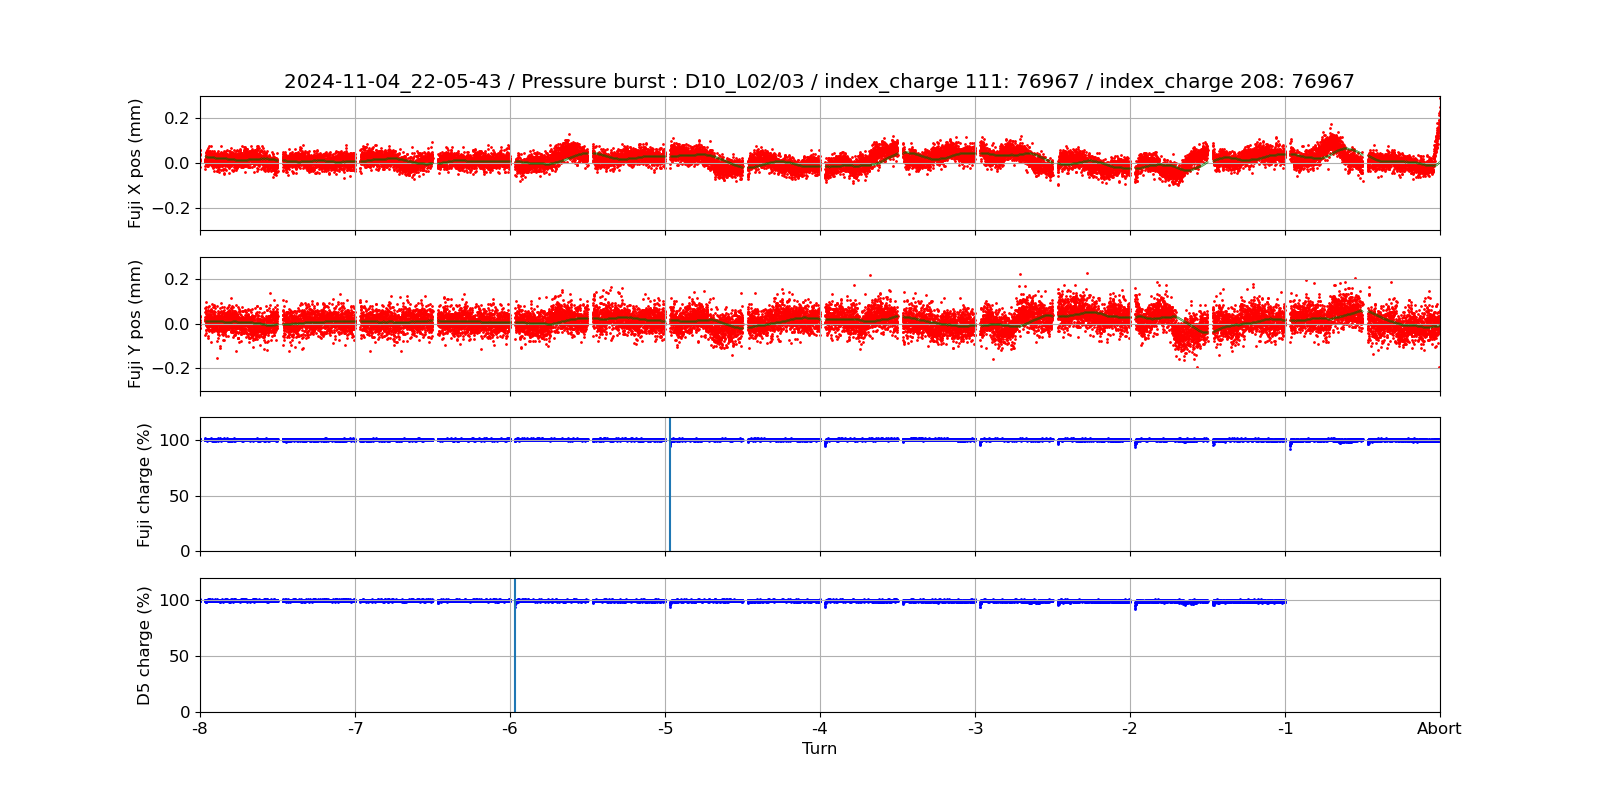 2024-11-04_22-05-43 / Pressure burst : D10_L02/03 / index_charge 111: 76967 / index_charge 208: 76967
Fuji X pos (mm)
0.2
0.0
−0.2
Fuji Y pos (mm)
0.2
0.0
−0.2
Fuji charge (%)
100
50
0
D5 charge (%)
100
50
0
-8 -7 -6 -5 -4 -3 -2 -1 Abort
Turn